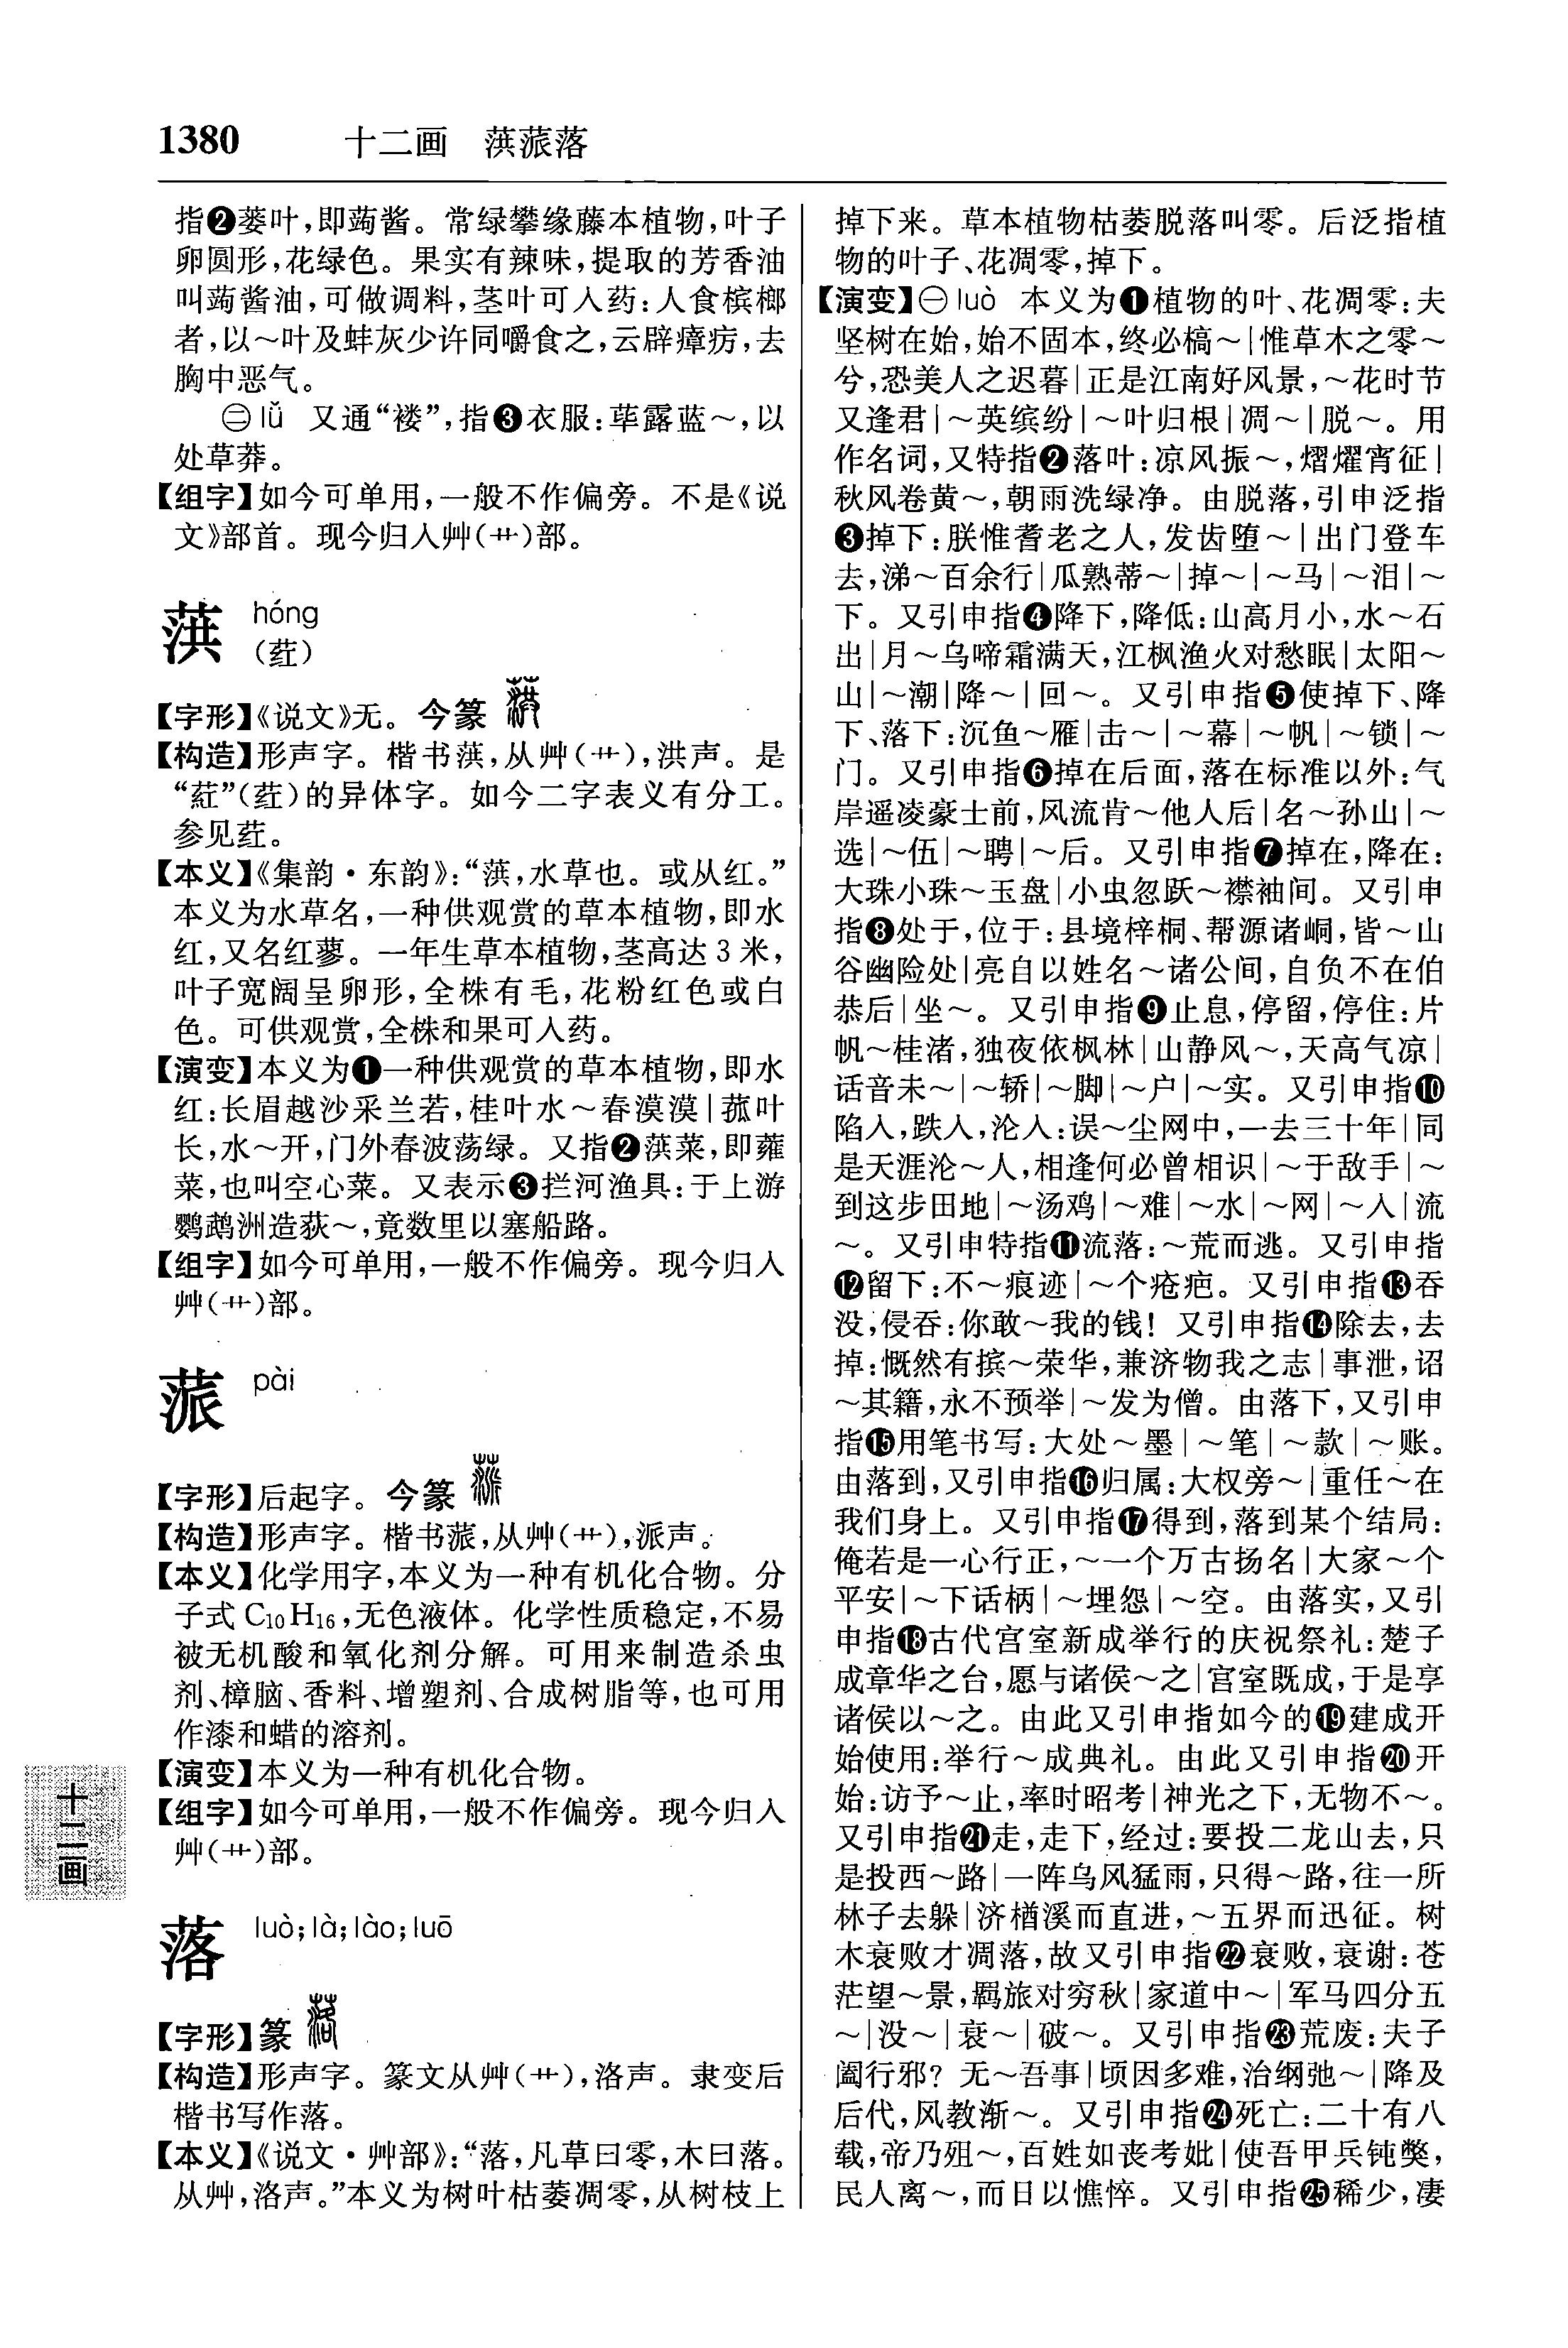 1380 十二画 葓蒎落
指❷蒌叶,即蒟酱。常绿攀缘藤本植物,叶子
卵圆形,花绿色。果实有辣味,提取的芳香油
叫蒟酱油,可做调料,茎叶可入药:人食槟榔
者,以～叶及蚌灰少许同嚼食之,云辟瘴疠,去
胸中恶气。
㊁lǚ 又通“褛”,指❸衣服:荜露蓝～,以
处草莽。
【组字】如今可单用,一般不作偏旁。不是《说
文》部首。现今归入艸(艹)部。
葓 hóng
(荭)
【字形】《说文》无。今篆
【构造】形声字。楷书葓,从艸(艹),洪声。是
“葒”(荭)的异体字。如今二字表义有分工。
参见荭。
【本义】《集韵·东韵》:“葓,水草也。或从红。”
本义为水草名,一种供观赏的草本植物,即水
红,又名红蓼。一年生草本植物,茎高达3米,
叶子宽阔呈卵形,全株有毛,花粉红色或白
色。可供观赏,全株和果可入药。
【演变】本义为❶一种供观赏的草本植物,即水
红:长眉越沙采兰若,桂叶水～春漠漠|菰叶
长,水～开,门外春波荡绿。又指❷葓菜,即蕹
菜,也叫空心菜。又表示❸拦河渔具:于上游
鹦鹉洲造荻～,竟数里以塞船路。
【组字】如今可单用,一般不作偏旁。现今归入
艸(艹)部。
蒎 pài
【字形】后起字。今篆
【构造】形声字。楷书蒎,从艸(艹),派声。
【本义】化学用字,本义为一种有机化合物。分
子式C₁₀H₁₆,无色液体。化学性质稳定,不易
被无机酸和氧化剂分解。可用来制造杀虫
剂、樟脑、香料、增塑剂、合成树脂等,也可用
作漆和蜡的溶剂。
【演变】本义为一种有机化合物。
【组字】如今可单用,一般不作偏旁。现今归入
艸(艹)部。
落 luò;là;lào;luō
【字形】篆
【构造】形声字。篆文从艸(艹),洛声。隶变后
楷书写作落。
【本义】《说文·艸部》:“落,凡草曰零,木曰落。
从艸,洛声。”本义为树叶枯萎凋零,从树枝上
掉下来。草本植物枯萎脱落叫零。后泛指植
物的叶子、花凋零,掉下。
【演变】㊀luò 本义为❶植物的叶、花凋零:夫
坚树在始,始不固本,终必槁～|惟草木之零～
兮,恐美人之迟暮|正是江南好风景,～花时节
又逢君|～英缤纷|～叶归根|凋～|脱～。用
作名词,又特指❷落叶:凉风振～,熠燿宵征|
秋风卷黄～,朝雨洗绿净。由脱落,引申泛指
❸掉下:朕惟耆老之人,发齿堕～|出门登车
去,涕～百余行|瓜熟蒂～|掉～|～马|～泪|～
下。又引申指❹降下,降低:山高月小,水～石
出|月～乌啼霜满天,江枫渔火对愁眠|太阳～
山|～潮|降～|回～。又引申指❺使掉下、降
下、落下:沉鱼～雁|击～|～幕|～帆|～锁|～
门。又引申指❻掉在后面,落在标准以外:气
岸遥凌豪士前,风流肯～他人后|名～孙山|～
选|～伍|～聘|～后。又引申指❼掉在,降在:
大珠小珠～玉盘|小虫忽跃～襟袖间。又引申
指❽处于,位于:县境梓桐、帮源诸峒,皆～山
谷幽险处|亮自以姓名～诸公间,自负不在伯
恭后|坐～。又引申指❾止息,停留,停住:片
帆～桂渚,独夜依枫林|山静风～,天高气凉|
话音未～|～轿|～脚|～户|～实。又引申指❿
陷入,跌入,沦入:误～尘网中,一去三十年|同
是天涯沦～人,相逢何必曾相识|～于敌手|～
到这步田地|～汤鸡|～难|～水|～网|～入|流
～。又引申特指⓫流落:～荒而逃。又引申指
⓬留下:不～痕迹|～个疮疤。又引申指⓭吞
没,侵吞:你敢～我的钱!又引申指⓮除去,去
掉:慨然有摈～荣华,兼济物我之志|事泄,诏
～其籍,永不预举|～发为僧。由落下,又引申
指⓯用笔书写:大处～墨|～笔|～款|～账。
由落到,又引申指⓰归属:大权旁～|重任～在
我们身上。又引申指⓱得到,落到某个结局:
俺若是一心行正,～一个万古扬名|大家～个
平安|～下话柄|～埋怨|～空。由落实,又引
申指⓲古代宫室新成举行的庆祝祭礼:楚子
成章华之台,愿与诸侯～之|宫室既成,于是享
诸侯以～之。由此又引申指如今的⓳建成开
始使用:举行～成典礼。由此又引申指⓴开
始:访予～止,率时昭考|神光之下,无物不～。
又引申指㉑走,走下,经过:要投二龙山去,只
是投西～路|一阵乌风猛雨,只得～路,往一所
林子去躲|济楢溪而直进,～五界而迅征。树
木衰败才凋落,故又引申指㉒衰败,衰谢:苍
茫望～景,羁旅对穷秋|家道中～|军马四分五
～|没～|衰～|破～。又引申指㉓荒废:夫子
阖行邪?无～吾事|顷因多难,治纲弛～|降及
后代,风教渐～。又引申指㉔死亡:二十有八
载,帝乃殂～,百姓如丧考妣|使吾甲兵钝獘,
民人离～,而日以憔悴。又引申指㉕稀少,凄
十二画